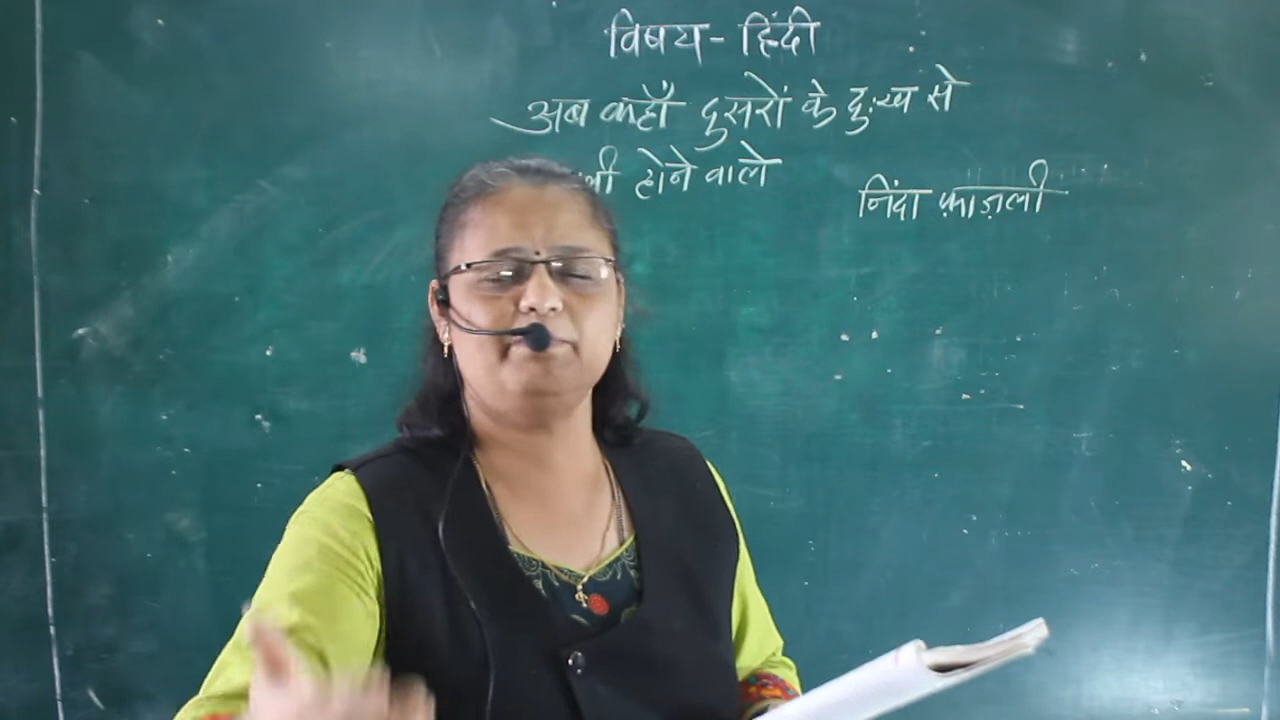 विषय - हिंदी
अब कहाँ दुसरों के दुःख से
होने वाले
निंदा फ़ाज़ली